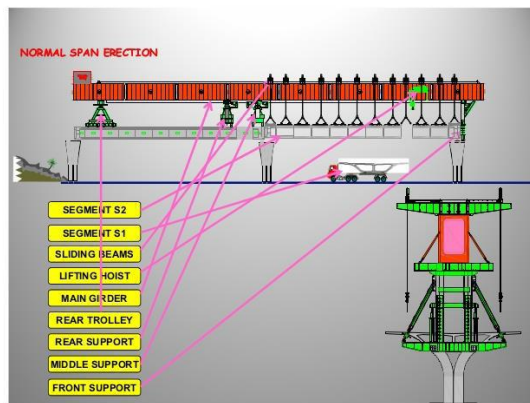 NORMAL SPAN ERECTION
SEGMENT S2
SEGMENT S1
SLIDING BEAMS
LIFTING HOIST
MAIN GIRDER
REAR TROLLEY
REAR SUPPORT
MIDDLE SUPPORT
FRONT SUPPORT